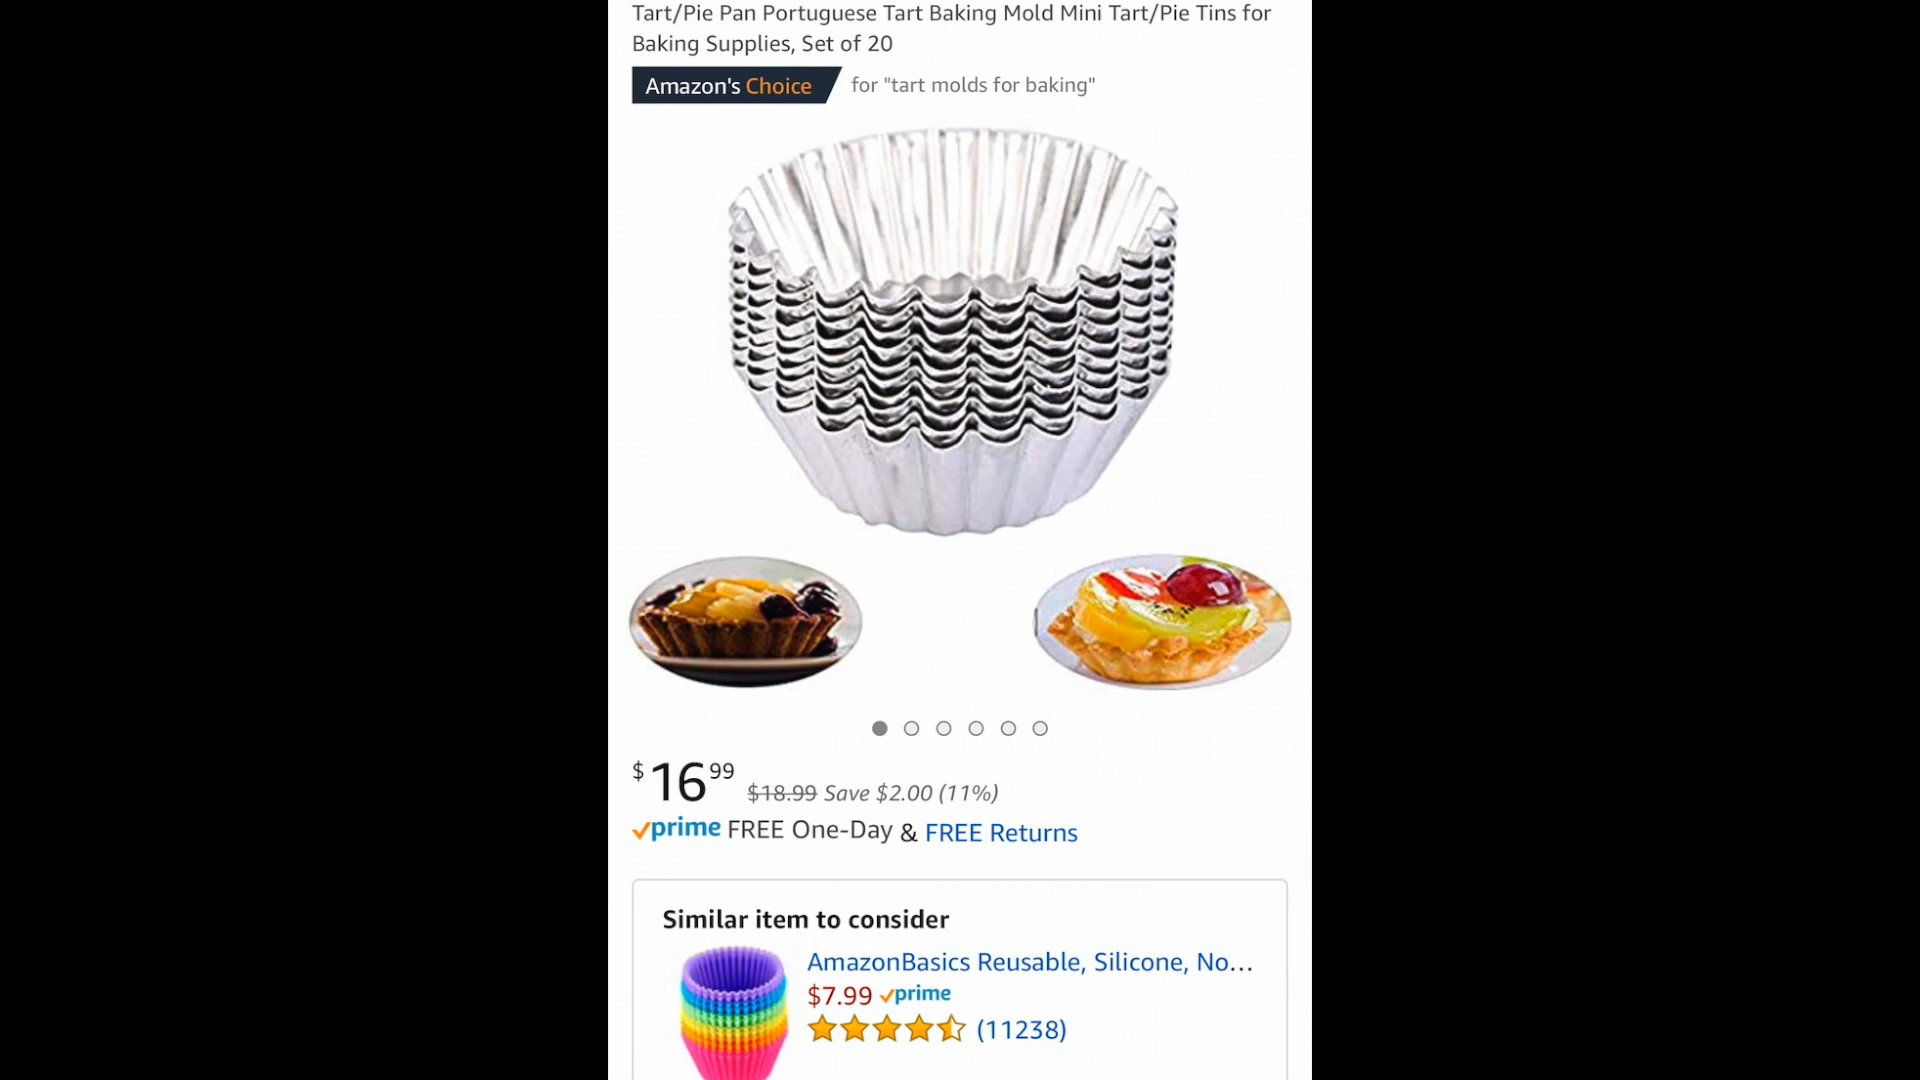 Tart/Pie Pan Portuguese Tart Baking Mold Mini Tart/Pie Tins for
Baking Supplies, Set of 20
Amazon's Choice for "tart molds for baking"
$16 99 $18.99 Save $2.00 (11%)
prime FREE One-Day & FREE Returns
Similar item to consider
AmazonBasics Reusable, Silicone, No...
$7.99 prime
(11238)